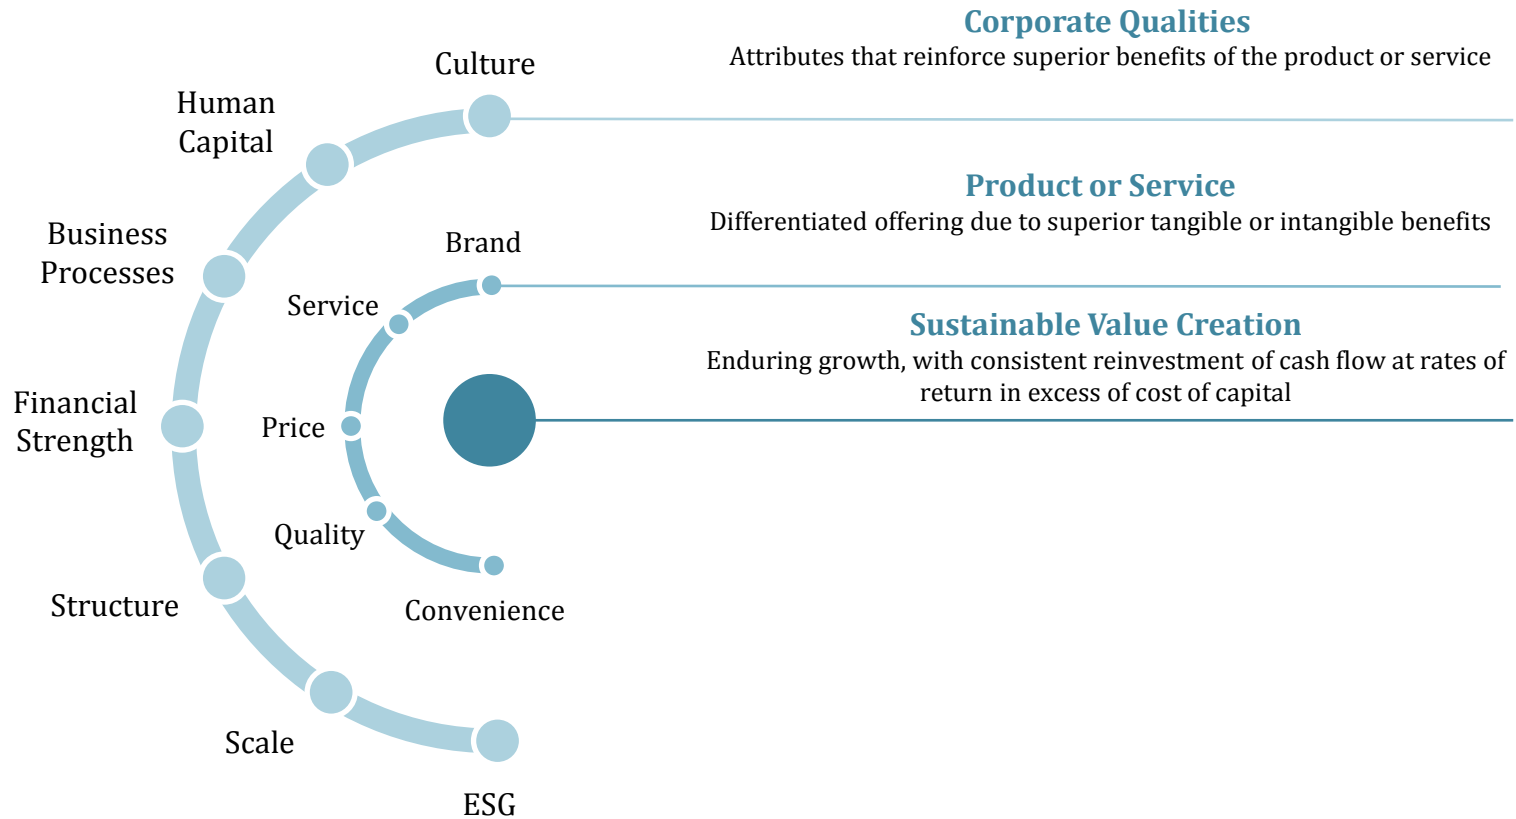 Corporate Qualities
Attributes that reinforce superior benefits of the product or service
Culture
Human
Capital
Product or Service
Differentiated offering due to superior tangible or intangible benefits
Business
Processes
Brand
Service
Sustainable Value Creation
Enduring growth, with consistent reinvestment of cash flow at rates of
return in excess of cost of capital
Financial
Strength
Price
Quality
Structure
Convenience
Scale
ESG